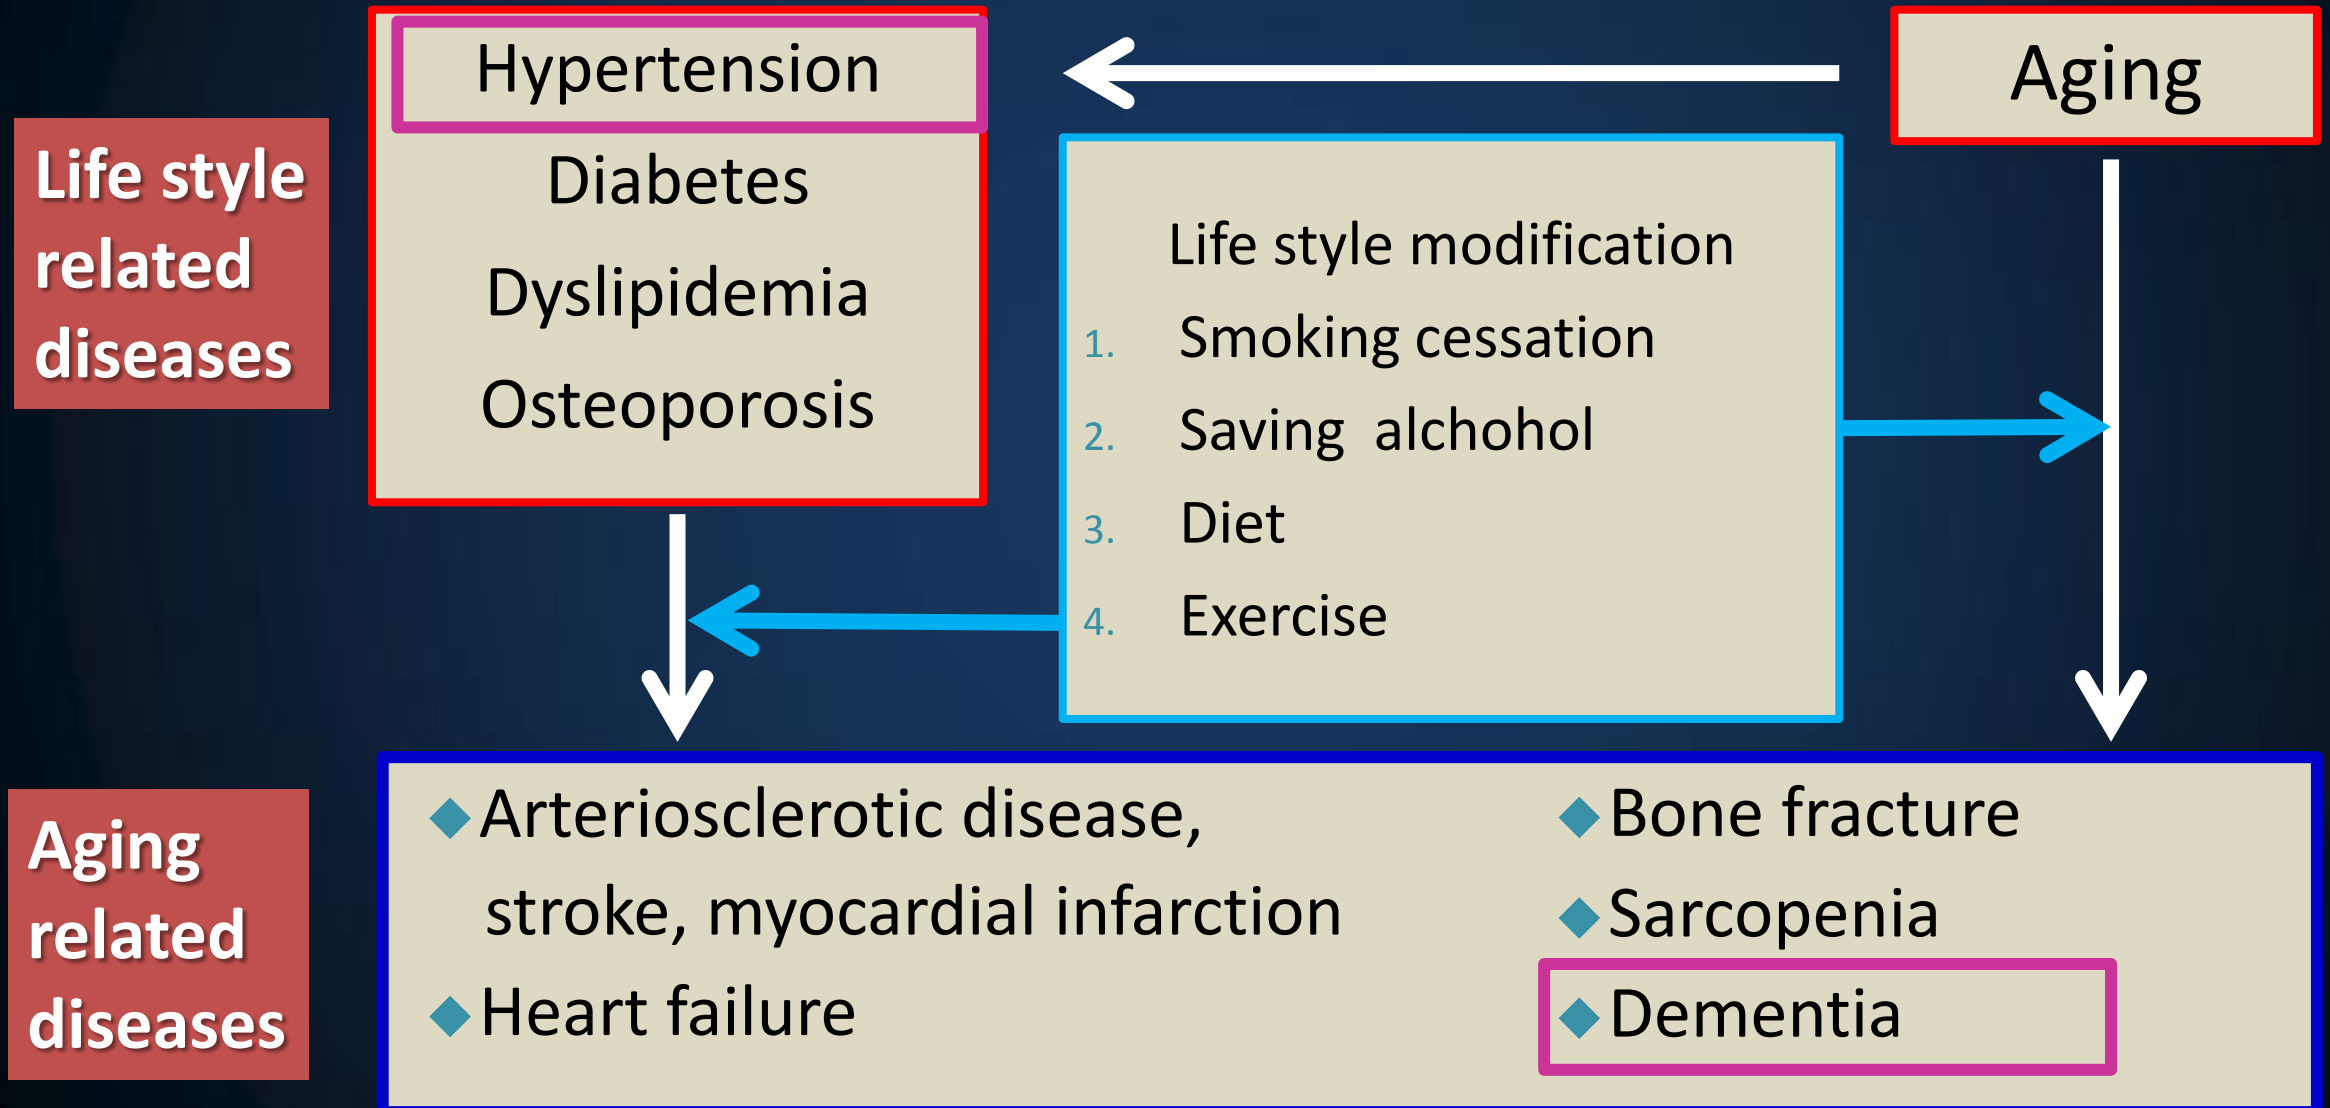 Hypertension
Diabetes
Dyslipidemia
Osteoporosis
Aging
Life style
related
diseases
Life style modification
1. Smoking cessation
2. Saving alchohol
3. Diet
4. Exercise
Aging
related
diseases
Arteriosclerotic disease,
stroke, myocardial infarction
Heart failure
Bone fracture
Sarcopenia
Dementia